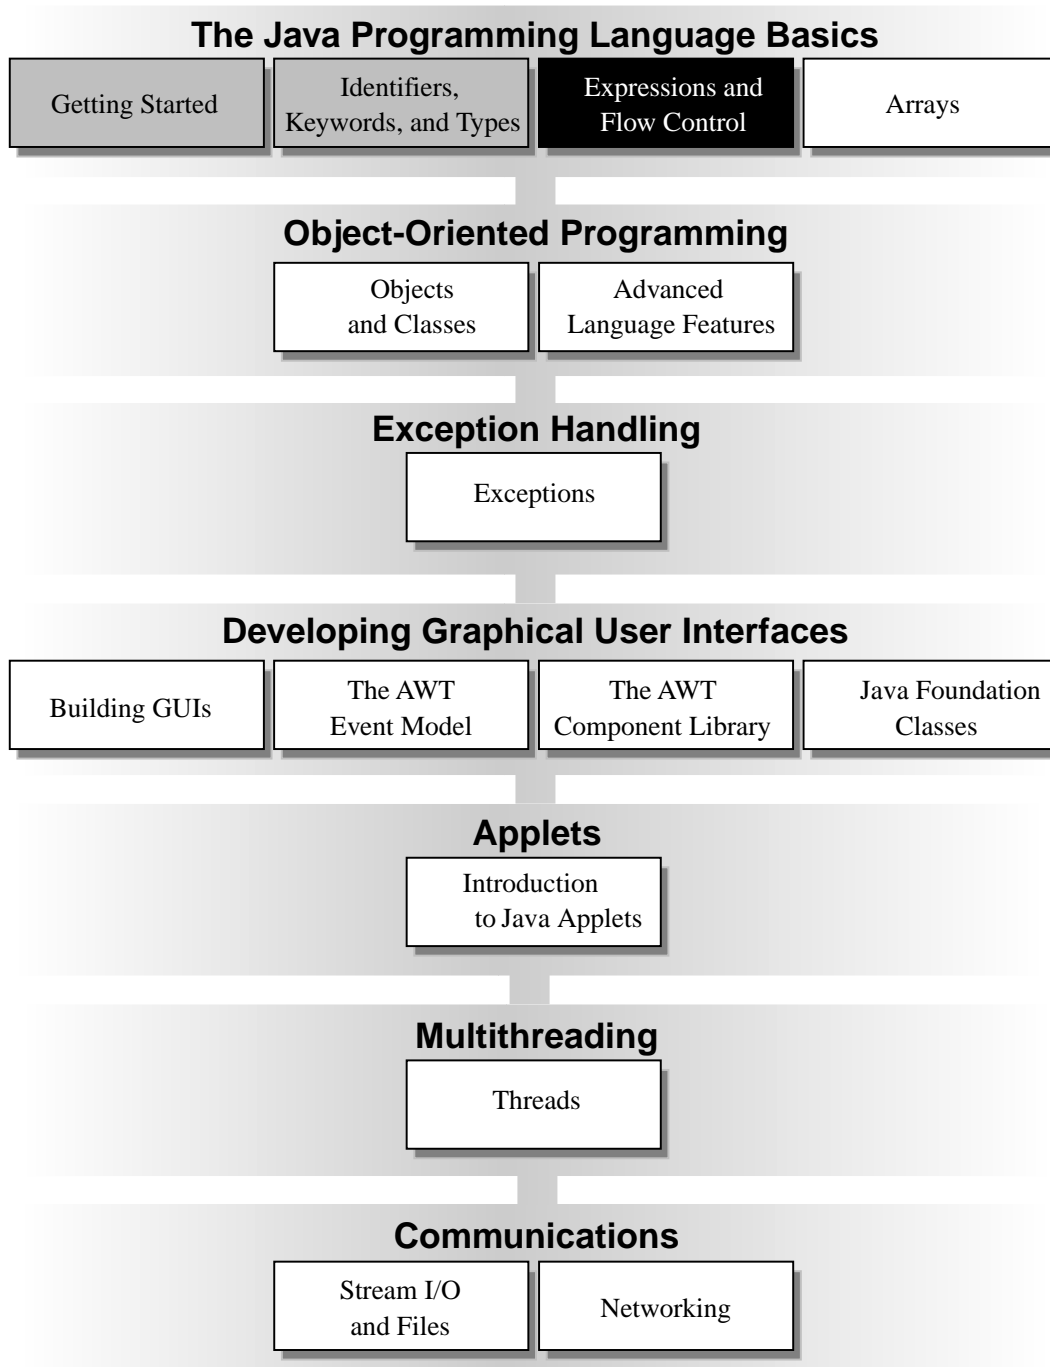 The Java Programming Language Basics
Getting Started
Identifiers,
Keywords, and Types
Expressions and
Flow Control
Arrays
Object-Oriented Programming
Objects
and Classes
Advanced
Language Features
Exception Handling
Exceptions
Developing Graphical User Interfaces
Building GUIs
The AWT
Event Model
The AWT
Component Library
Java Foundation
Classes
Applets
Introduction
to Java Applets
Multithreading
Threads
Communications
Stream I/O
and Files
Networking